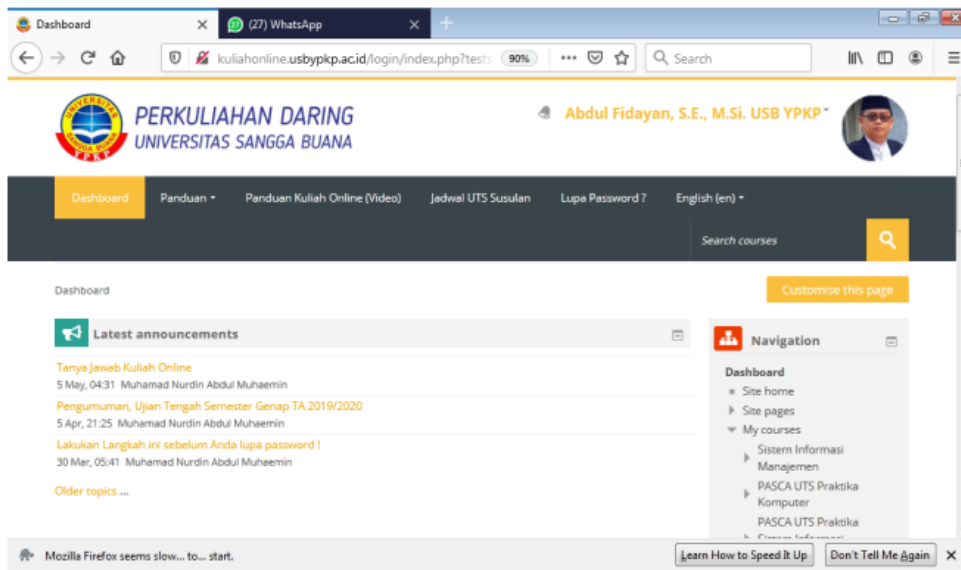 Dashboard
(27) WhatsApp
kuliahonline.usbypkp.ac.id/login/index.php?tests
90%
Search
UNIVERSITAS
SANGGA BUANA
YPKP
PERKULIAHAN DARING
UNIVERSITAS SANGGA BUANA
Abdul Fidayan, S.E., M.Si. USB YPKP
Dashboard
Panduan
Panduan Kuliah Online (Video)
Jadwal UTS Susulan
Lupa Password ?
English (en)
Search courses
Dashboard
Customise this page
Latest announcements
Tanya Jawab Kuliah Online
5 May, 04:31 Muhamad Nurdin Abdul Muhaemin
Pengumuman, Ujian Tengah Semester Genap TA 2019/2020
5 Apr, 21:25 Muhamad Nurdin Abdul Muhaemin
Lakukan Langkah ini sebelum Anda lupa password !
30 Mar, 05:41 Muhamad Nurdin Abdul Muhaemin
Older topics ...
Navigation
Dashboard
Site home
Site pages
My courses
Sistem Informasi
Manajemen
PASCA UTS Praktika
Komputer
PASCA UTS Praktika
Mozilla Firefox seems slow... to... start.
Learn How to Speed It Up
Don't Tell Me Again